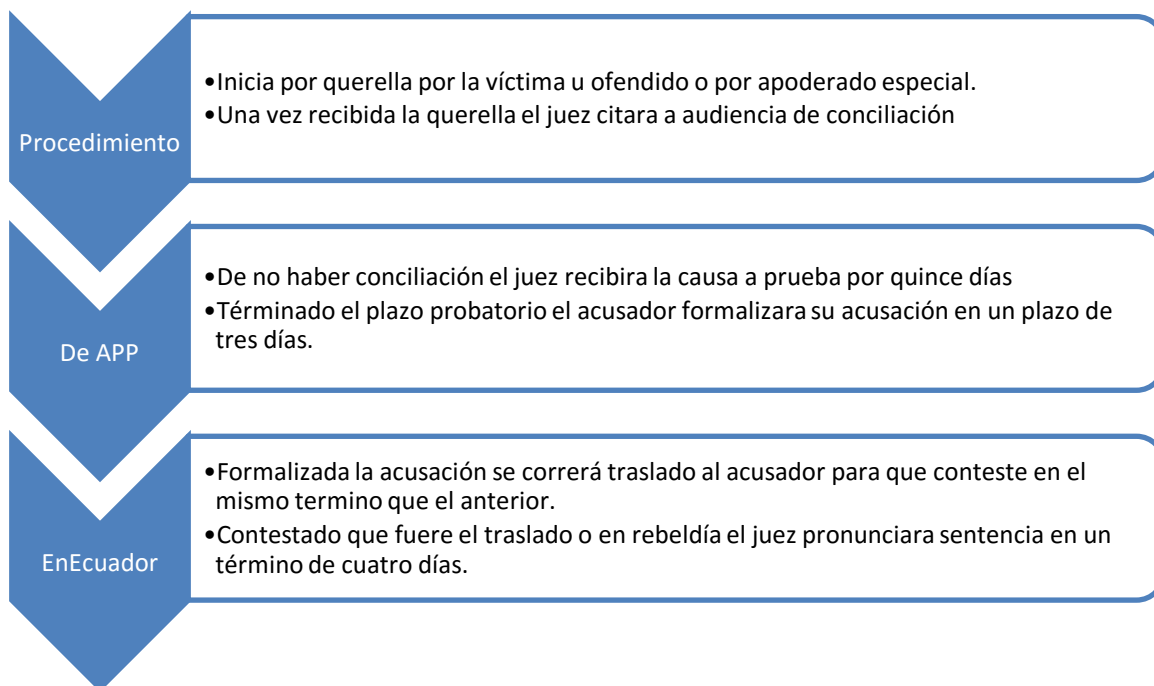 Procedimiento
•Inicia por querella por la víctima u ofendido o por apoderado especial.
•Una vez recibida la querella el juez citara a audiencia de conciliación
De APP
•De no haber conciliación el juez recibira la causa a prueba por quince días
•Términado el plazo probatorio el acusador formalizara su acusación en un plazo de
tres días.
EnEcuador
•Formalizada la acusación se correrá traslado al acusador para que conteste en el
mismo termino que el anterior.
•Contestado que fuere el traslado o en rebeldía el juez pronunciara sentencia en un
término de cuatro días.